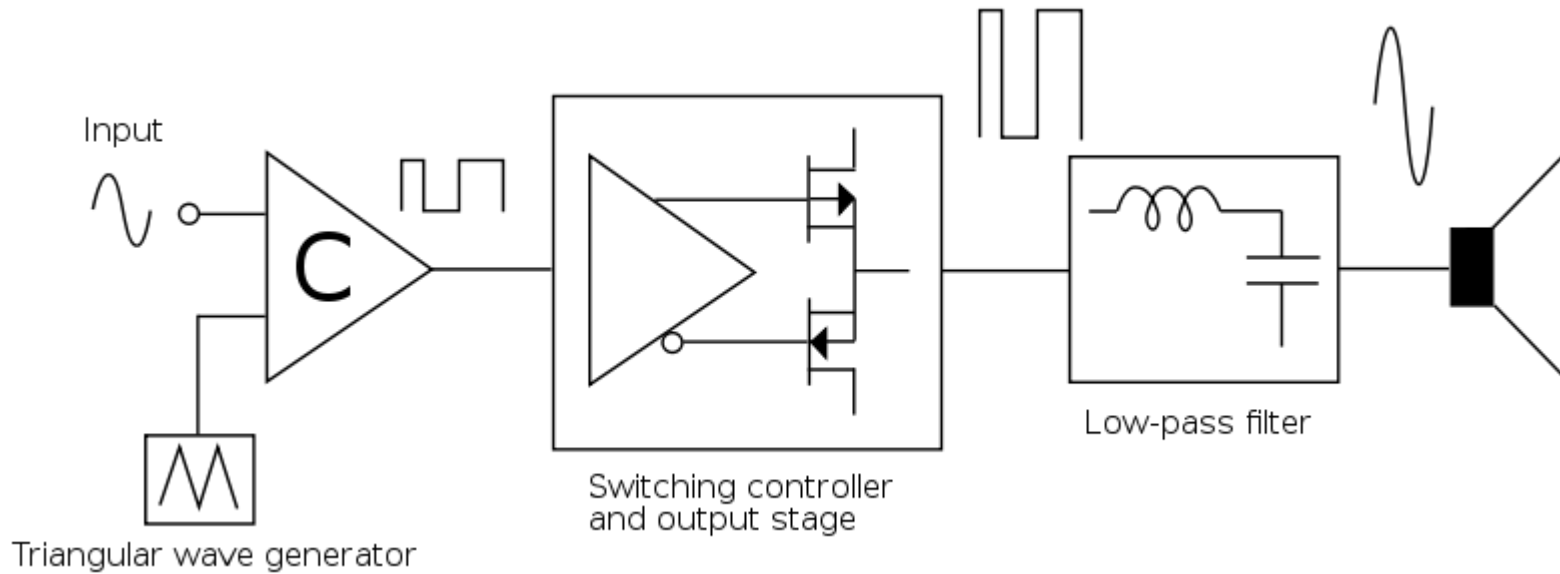 Input
C
Switching controller
and output stage
Low-pass filter
Triangular wave generator